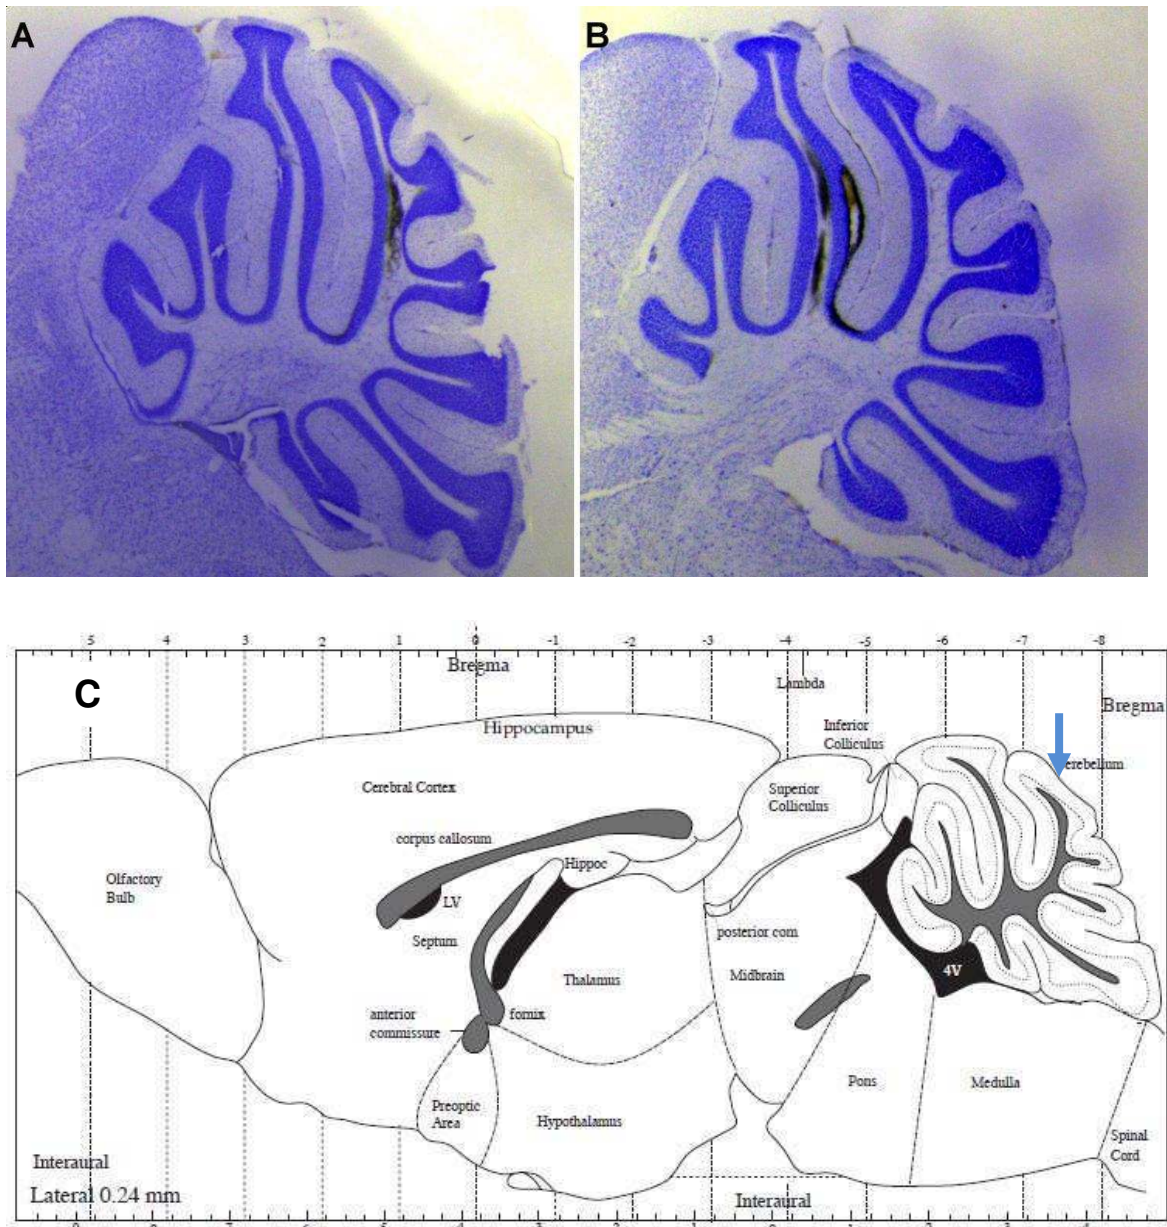 A
B
5 4 3 2 1 0 -1 -2 -3 -4 -5 -6 -7 -8
Bregma
Lambda
C
Bregma
Hippocampus
Inferior
Colliculus
erebellium
Cerebral Cortex
Superior
Colliculus
corpus callosum
Hippoc
Olfactory
Bulb
LV
Septum
posterior com.
Midbrain
4V
Thalamus
anterior
commissure
fornix
Pons
Medulla
Preoptic
Area
Hypothalamus
Spinal
Cord
Interaural
Lateral 0.24 mm
Interaural